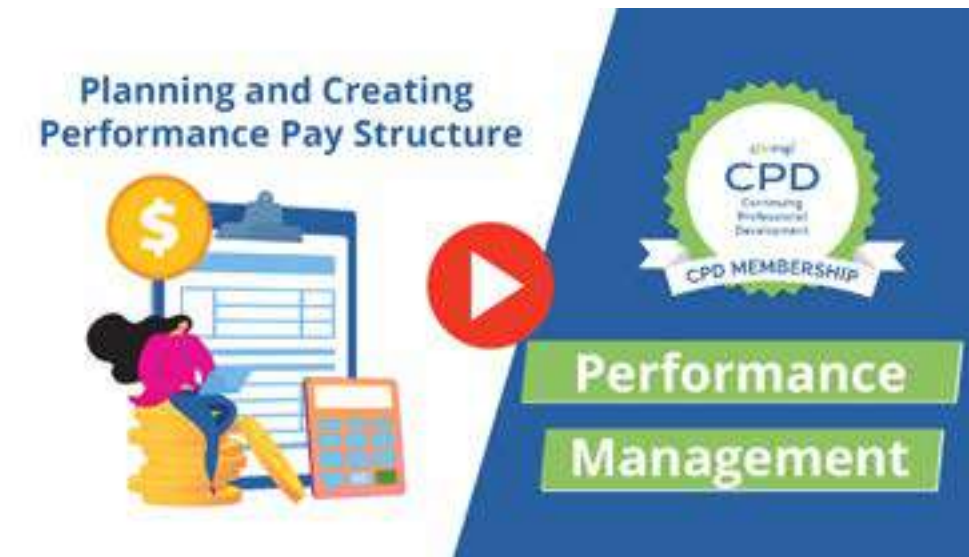 Planning and Creating
Performance Pay Structure
$
CPD
Continuing
Professional
Development
CPD MEMBERSHIP
Performance
Management